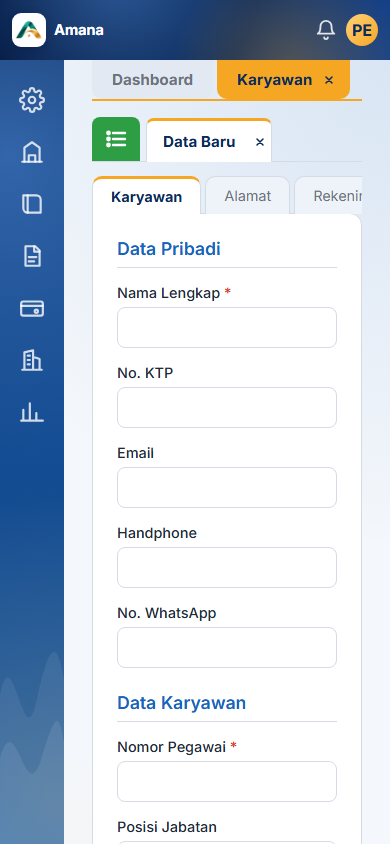 Amana
PE
Dashboard
Karyawan ×
Data Baru ×
Karyawan
Alamat
Data Pribadi
Nama Lengkap *
No. KTP
Email
Handphone
No. WhatsApp
Data Karyawan
Nomor Pegawai *
Posisi Jabatan